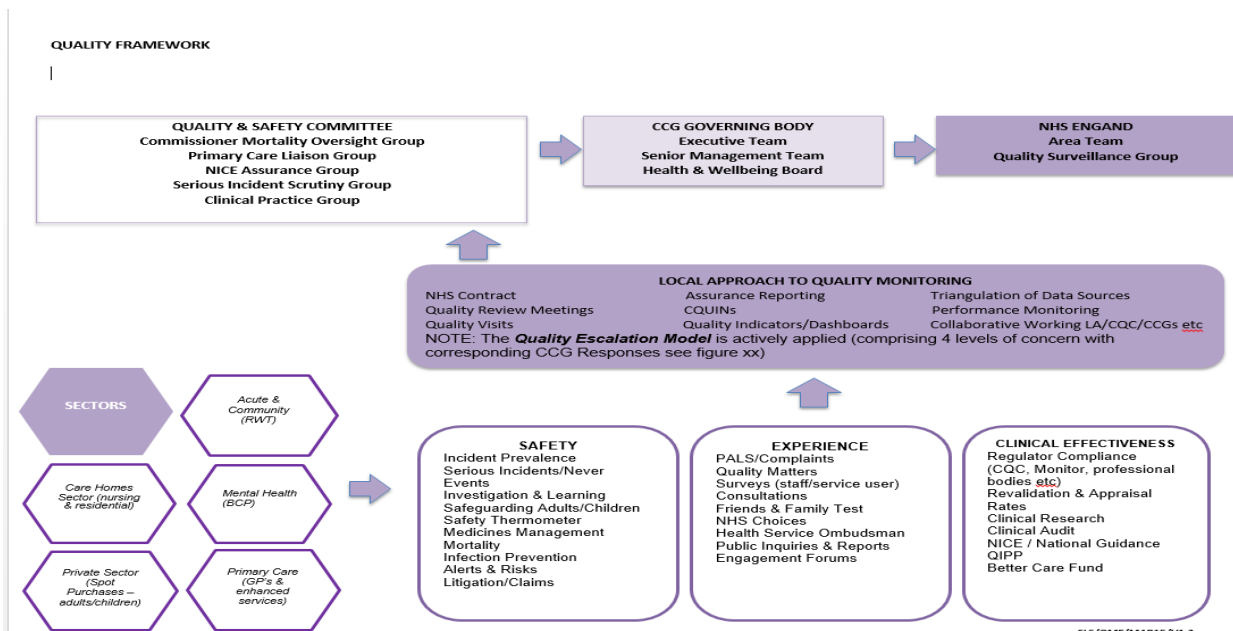 QUALITY FRAMEWORK
QUALITY & SAFETY COMMITTEE
Commissioner Mortality Oversight Group
Primary Care Liaison Group
NICE Assurance Group
Serious Incident Scrutiny Group
Clinical Practice Group
CCG GOVERNING BODY
Executive Team
Senior Management Team
Health & Wellbeing Board
NHS ENGAND
Area Team
Quality Surveillance Group
LOCAL APPROACH TO QUALITY MONITORING
NHS Contract Assurance Reporting Triangulation of Data Sources
Quality Review Meetings CQUINs Performance Monitoring
Quality Visits Quality Indicators/Dashboards Collaborative Working LA/CQC/CCGs etc
NOTE: The Quality Escalation Model is actively applied (comprising 4 levels of concern with
corresponding CCG Responses see figure xx)
SECTORS
Acute &
Community
(RWT)
Care Homes
Sector (nursing
& residential)
Mental Health
(BCP)
Private Sector
(Spot
Purchases –
adults/children)
Primary Care
(GP's &
enhanced
services)
SAFETY
Incident Prevalence
Serious Incidents/Never
Events
Investigation & Learning
Safeguarding Adults/Children
Safety Thermometer
Medicines Management
Mortality
Infection Prevention
Alerts & Risks
Litigation/Claims
EXPERIENCE
PALS/Complaints
Quality Matters
Surveys (staff/service user)
Consultations
Friends & Family Test
NHS Choices
Health Service Ombudsman
Public Inquiries & Reports
Engagement Forums
CLINICAL EFFECTIVENESS
Regulator Compliance
(CQC, Monitor, professional
bodies etc)
Revalidation & Appraisal
Rates
Clinical Research
Clinical Audit
NICE / National Guidance
QIPP
Better Care Fund